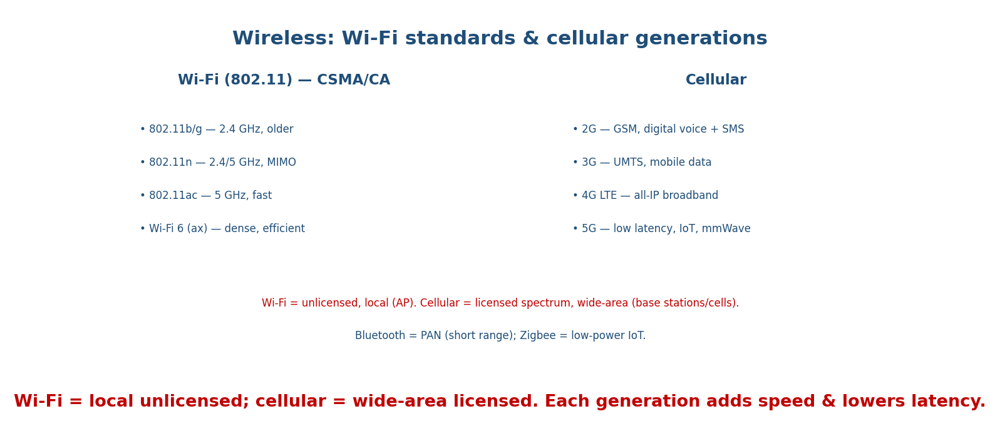 Wireless: Wi-Fi standards & cellular generations
Wi-Fi (802.11) — CSMA/CA
• 802.11b/g — 2.4 GHz, older
• 802.11n — 2.4/5 GHz, MIMO
• 802.11ac — 5 GHz, fast
• Wi-Fi 6 (ax) — dense, efficient
Cellular
• 2G — GSM, digital voice + SMS
• 3G — UMTS, mobile data
• 4G LTE — all-IP broadband
• 5G — low latency, IoT, mmWave
Wi-Fi = unlicensed, local (AP). Cellular = licensed spectrum, wide-area (base stations/cells).
Bluetooth = PAN (short range); Zigbee = low-power IoT.
Wi-Fi = local unlicensed; cellular = wide-area licensed. Each generation adds speed & lowers latency.